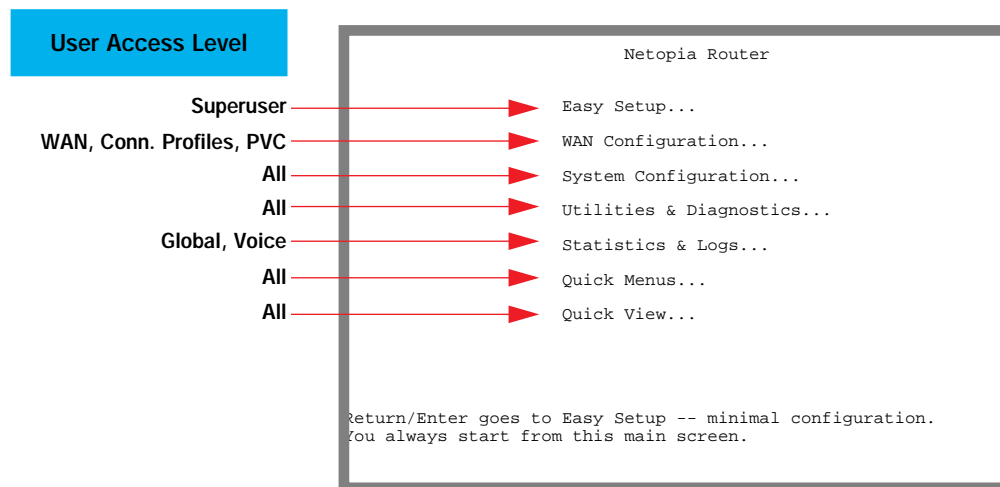 User Access Level
Netopia Router
Superuser
Easy Setup...
WAN, Conn. Profiles, PVC
WAN Configuration...
All
System Configuration...
All
Utilities & Diagnostics...
Global, Voice
Statistics & Logs...
All
Quick Menus...
All
Quick View...
Return/Enter goes to Easy Setup -- minimal configuration.
You always start from this main screen.